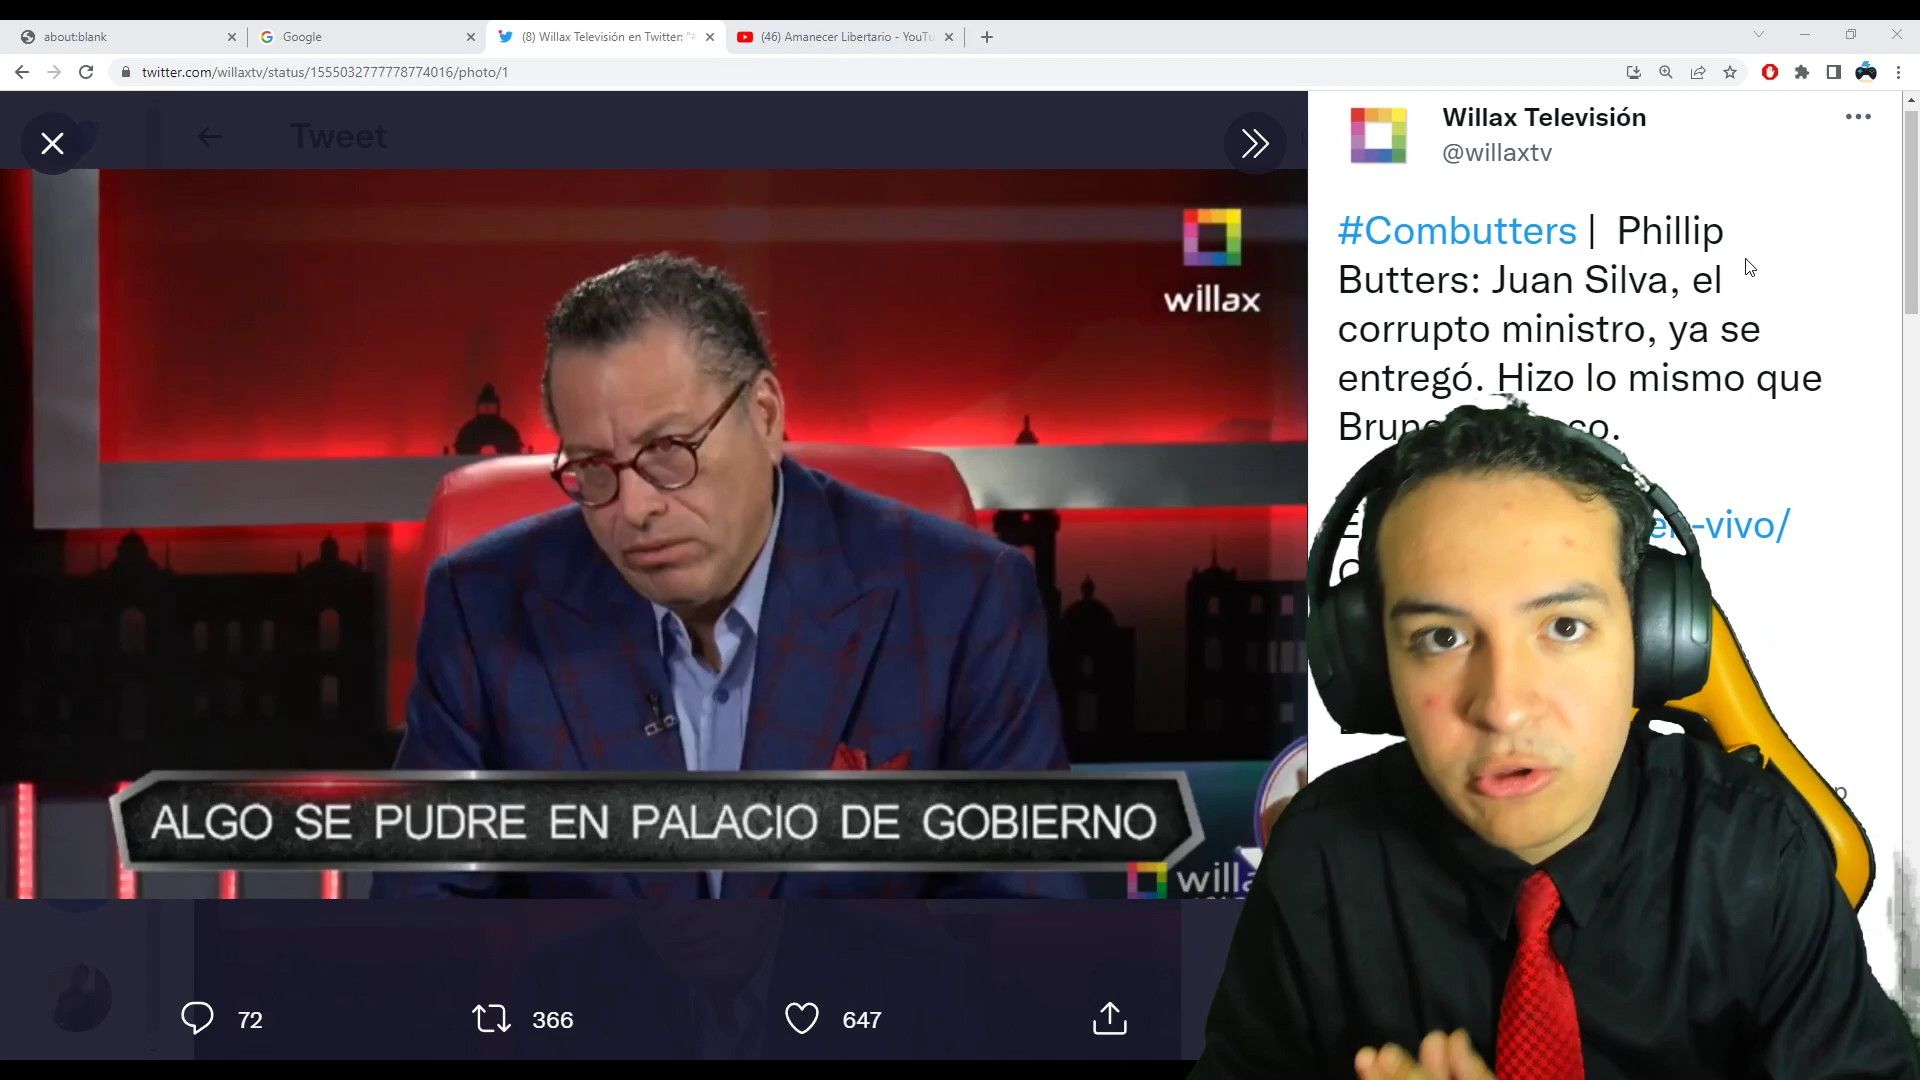 about:blank
Google
(8) Willax Televisión en Twitter: "
(46) Amanecer Libertario - YouTu
twitter.com/willaxtv/status/1555032777778774016/photo/1
Tweet
willax
ALGO SE PUDRE EN PALACIO DE GOBIERNO
willa
72
366
647
Willax Televisión
@willaxtv
#Combutters | Phillip
Butters: Juan Silva, el
corrupto ministro, ya se
entregó. Hizo lo mismo que
-vivo/